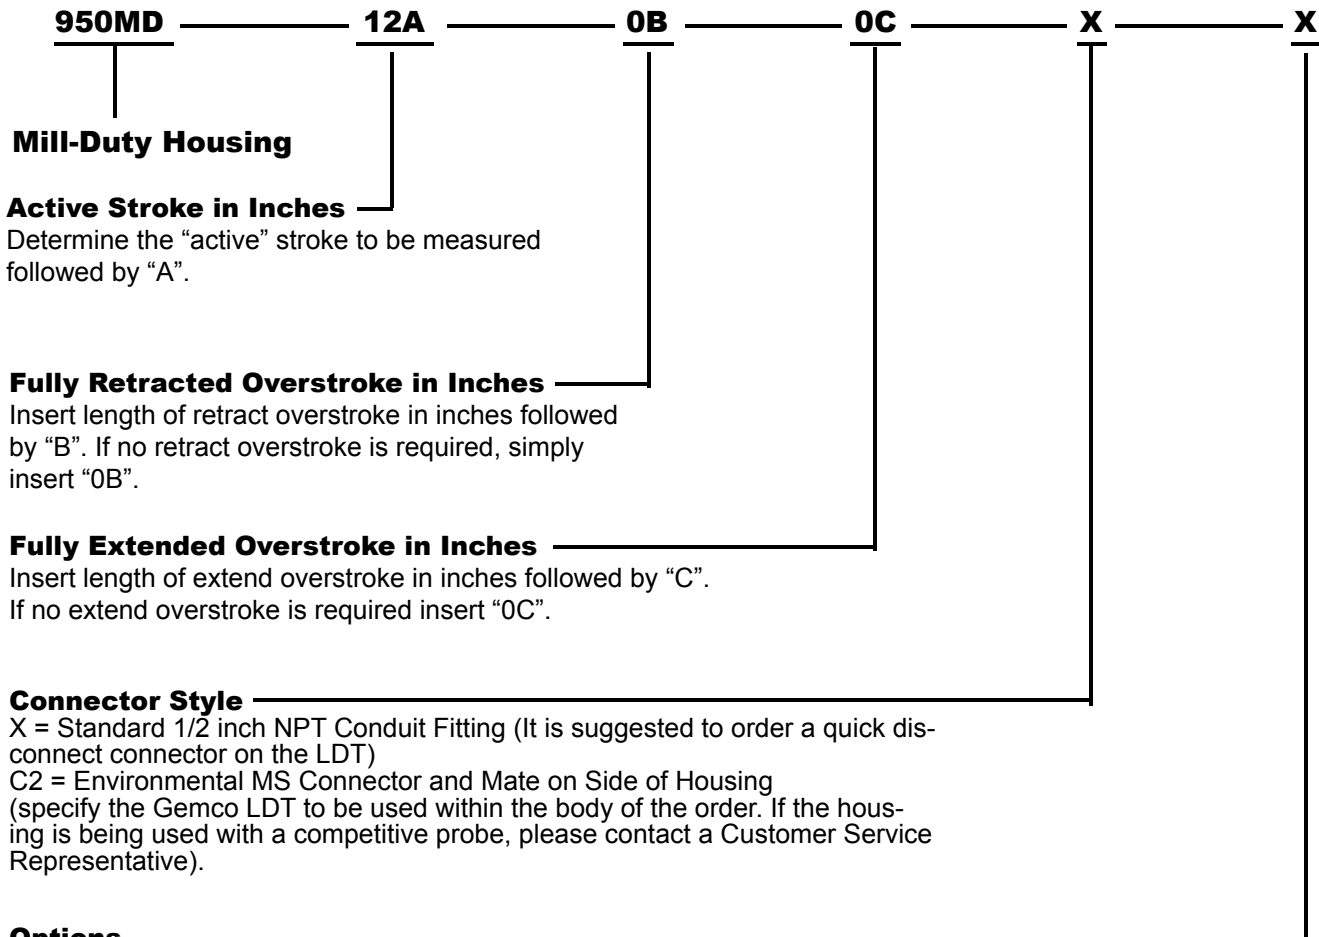 950MD 12A 0B 0C X X
Mill-Duty Housing
Active Stroke in Inches
Determine the “active” stroke to be measured
followed by “A”.
Fully Retracted Overstroke in Inches
Insert length of retract overstroke in inches followed
by “B”. If no retract overstroke is required, simply
insert “0B”.
Fully Extended Overstroke in Inches
Insert length of extend overstroke in inches followed by “C”.
If no extend overstroke is required insert “0C”.
Connector Style
X = Standard 1/2 inch NPT Conduit Fitting (It is suggested to order a quick dis-
connect connector on the LDT)
C2 = Environmental MS Connector and Mate on Side of Housing
(specify the Gemco LDT to be used within the body of the order. If the hous-
ing is being used with a competitive probe, please contact a Customer Service
Representative).
Options